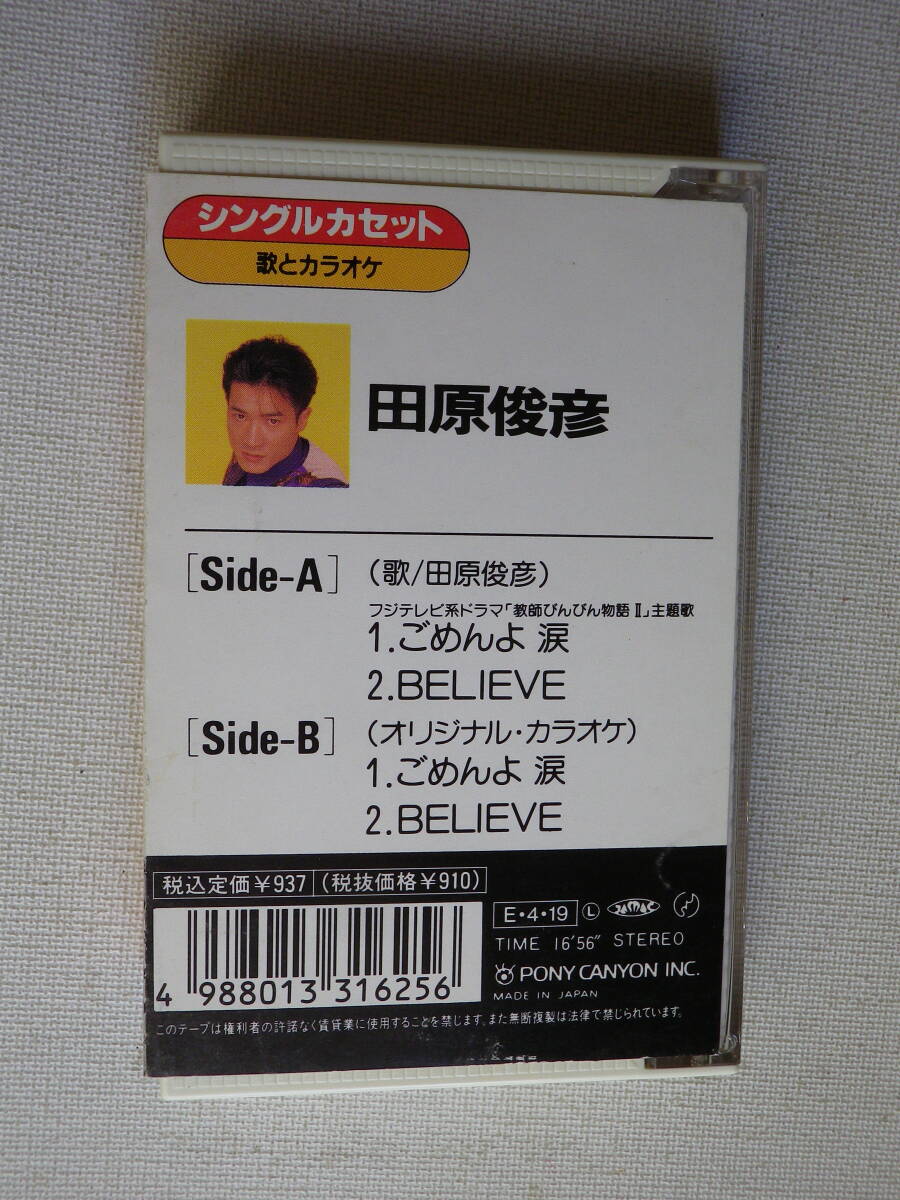 シングルカセット
歌とカラオケ
田原俊彦
[Side-A] (歌/田原俊彦)
フジテレビ系ドラマ「教師びんびん物語 II」主題歌
1.ごめんよ 涙
2.BELIEVE
[Side-B] (オリジナル・カラオケ)
1.ごめんよ 涙
2.BELIEVE
税込定価¥937 (税抜価格¥910)
E・4・19 Ⓛ JAMAC
TIME 16'56" STEREO
PONY CANYON INC.
MADE IN JAPAN
4 988013 316256
このテープは権利者の許諾なく賃貸業に使用することを禁じます。また無断複製は法律で禁じられています。